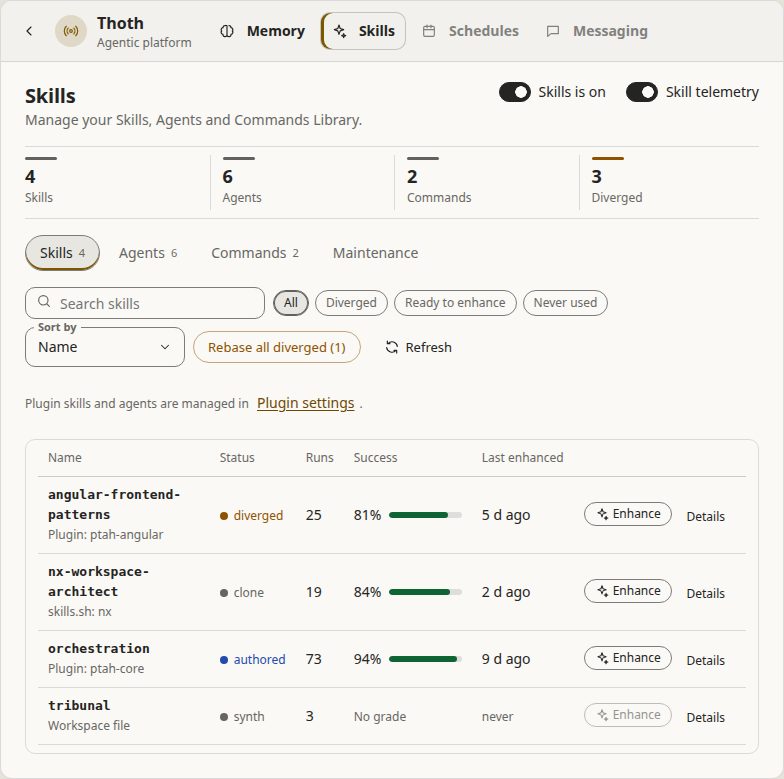 Thoth
Agentic platform
Memory
Skills
Schedules
Messaging
Skills
Manage your Skills, Agents and Commands Library.
Skills is on
Skill telemetry
4
Skills
6
Agents
2
Commands
3
Diverged
Skills 4
Agents 6
Commands 2
Maintenance
Search skills
All
Diverged
Ready to enhance
Never used
Sort by
Name
Rebase all diverged (1)
Refresh
Plugin skills and agents are managed in Plugin settings .
Name Status Runs Success Last enhanced
angular-frontend-
patterns
Plugin: ptah-angular
diverged 25 81% 5 d ago Enhance Details
nx-workspace-
architect
skills.sh: nx
clone 19 84% 2 d ago Enhance Details
orchestration
Plugin: ptah-core
authored 73 94% 9 d ago Enhance Details
tribunal
Workspace file
synth 3 No grade never Enhance Details